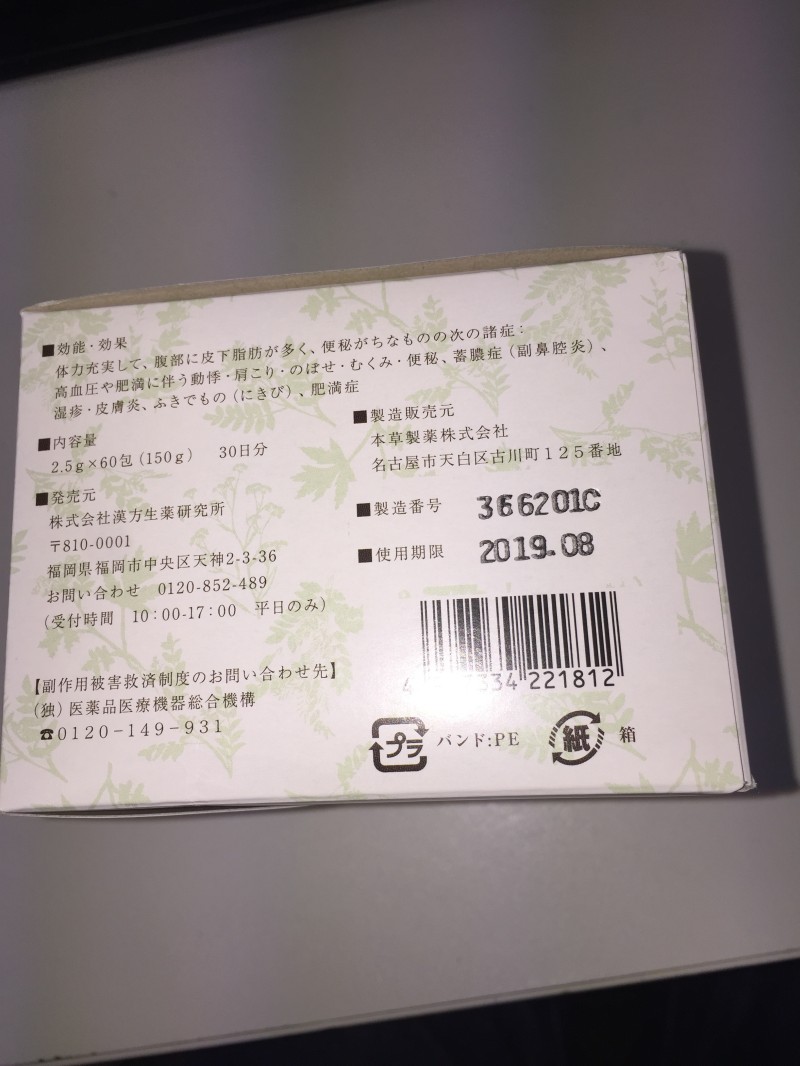 ■効能・効果
体力充実して、腹部に皮下脂肪が多く、便秘がちなものの次の諸症：
高血圧や肥満に伴う動悸・肩こり・のぼせ・むくみ・便秘、蓄膿症（副鼻腔炎）、
湿疹・皮膚炎、ふきでもの（にきび）、肥満症
■内容量
2.5g×60包（150g）　30日分
■発売元
株式会社漢方生薬研究所
〒810-0001
福岡県福岡市中央区天神2-3-36
お問い合わせ　0120-852-489
（受付時間　10：00-17：00　平日のみ）
【副作用被害救済制度のお問い合わせ先】
（独）医薬品医療機器総合機構
☎0120-149-931
■製造販売元
本草製薬株式会社
名古屋市天白区古川町125番地
■製造番号　366201C
■使用期限　2019.08
334 221812
プラ バンド:PE 紙 箱